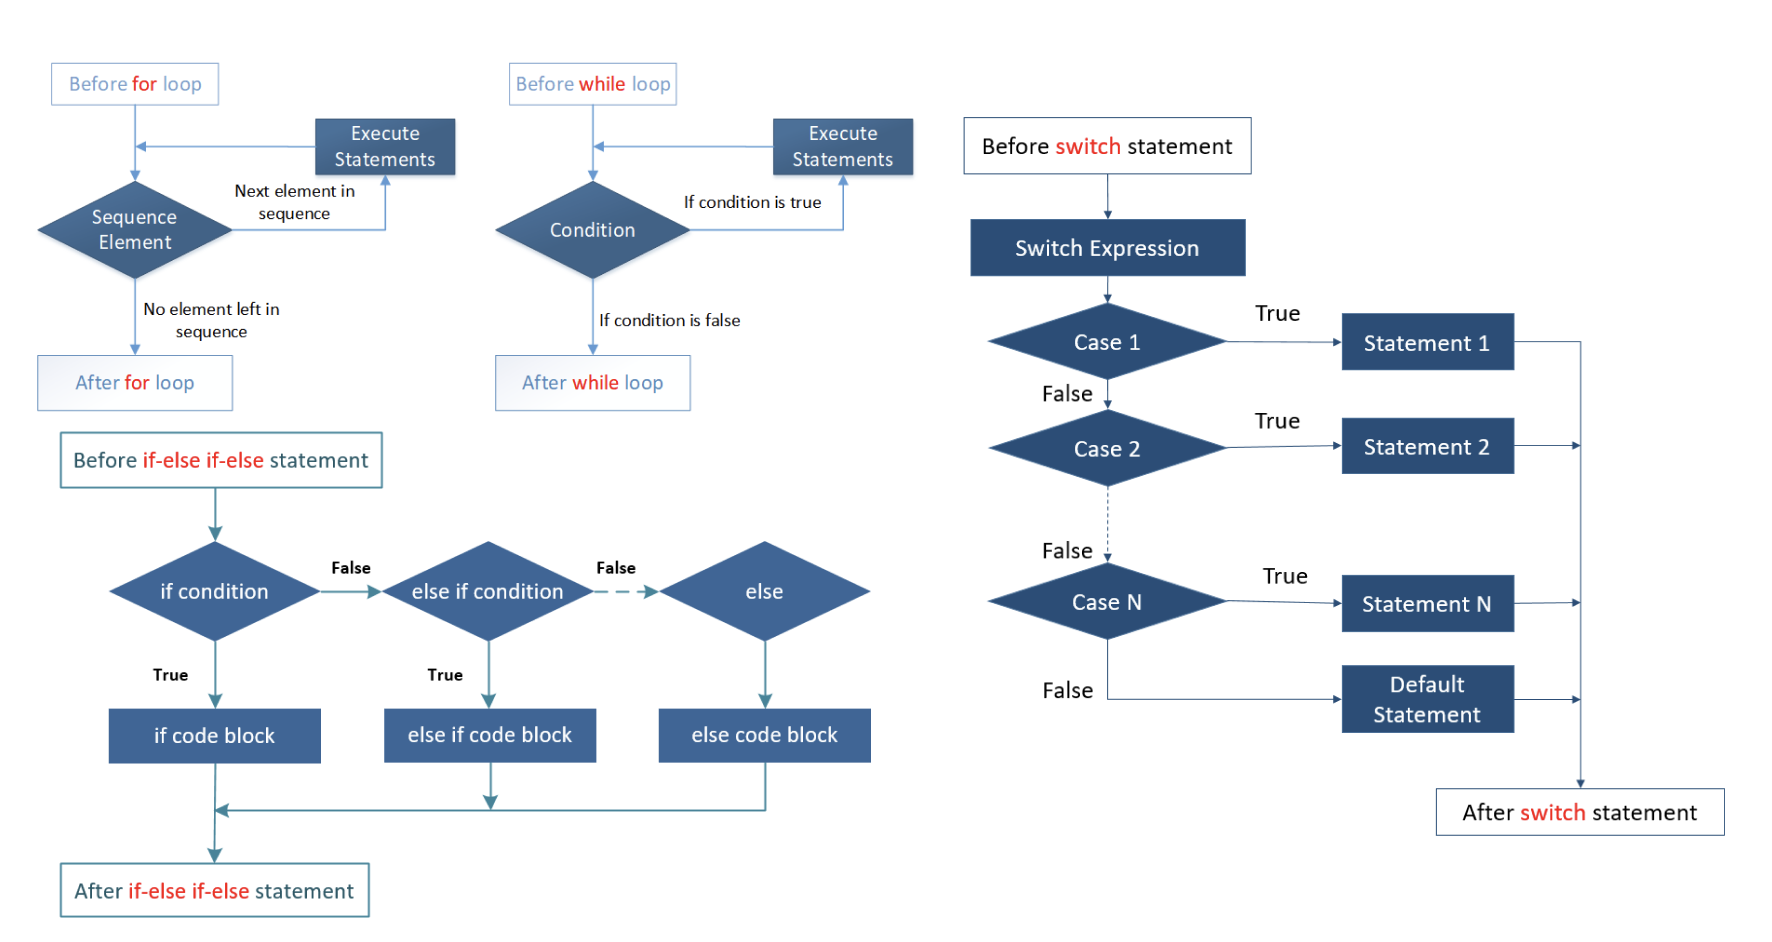 Before for loop
Execute
Statements
Next element in
sequence
Sequence
Element
No element left in
sequence
After for loop
Before while loop
Execute
Statements
If condition is true
Condition
If condition is false
After while loop
Before if-else if-else statement
if condition
False
else if condition
False
else
True
True
if code block
else if code block
else code block
After if-else if-else statement
Before switch statement
Switch Expression
Case 1
True
Statement 1
False
Case 2
True
Statement 2
False
Case N
True
Statement N
False
Default
Statement
After switch statement